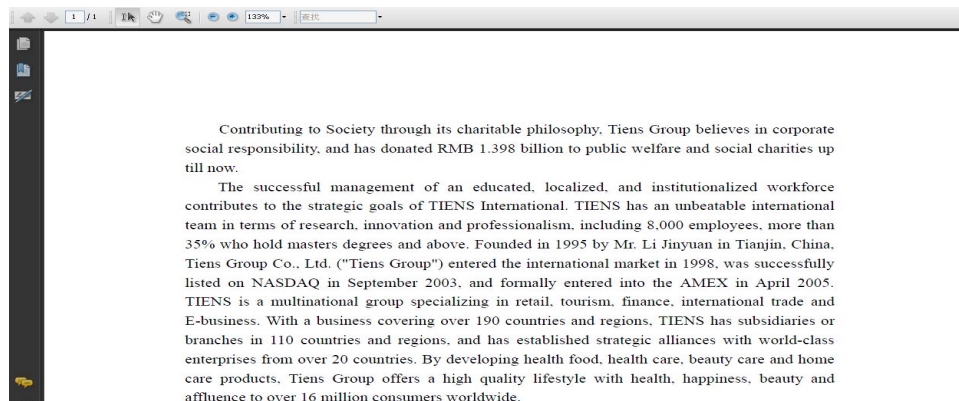 1 / 1 133% 查找
Contributing to Society through its charitable philosophy, Tiens Group believes in corporate
social responsibility, and has donated RMB 1.398 billion to public welfare and social charities up
till now.
The successful management of an educated, localized, and institutionalized workforce
contributes to the strategic goals of TIENS International. TIENS has an unbeatable international
team in terms of research, innovation and professionalism, including 8,000 employees, more than
35% who hold masters degrees and above. Founded in 1995 by Mr. Li Jinyuan in Tianjin, China,
Tiens Group Co., Ltd. ("Tiens Group") entered the international market in 1998, was successfully
listed on NASDAQ in September 2003, and formally entered into the AMEX in April 2005.
TIENS is a multinational group specializing in retail, tourism, finance, international trade and
E-business. With a business covering over 190 countries and regions, TIENS has subsidiaries or
branches in 110 countries and regions, and has established strategic alliances with world-class
enterprises from over 20 countries. By developing health food, health care, beauty care and home
care products, Tiens Group offers a high quality lifestyle with health, happiness, beauty and
affluence to over 16 million consumers worldwide.